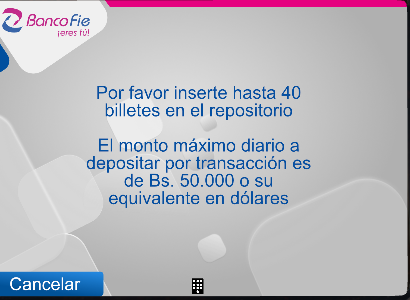 BancoFie
¡eres tú!
Por favor inserte hasta 40
billetes en el repositorio
El monto máximo diario a
depositar por transacción es
de Bs. 50.000 o su
equivalente en dólares
Cancelar